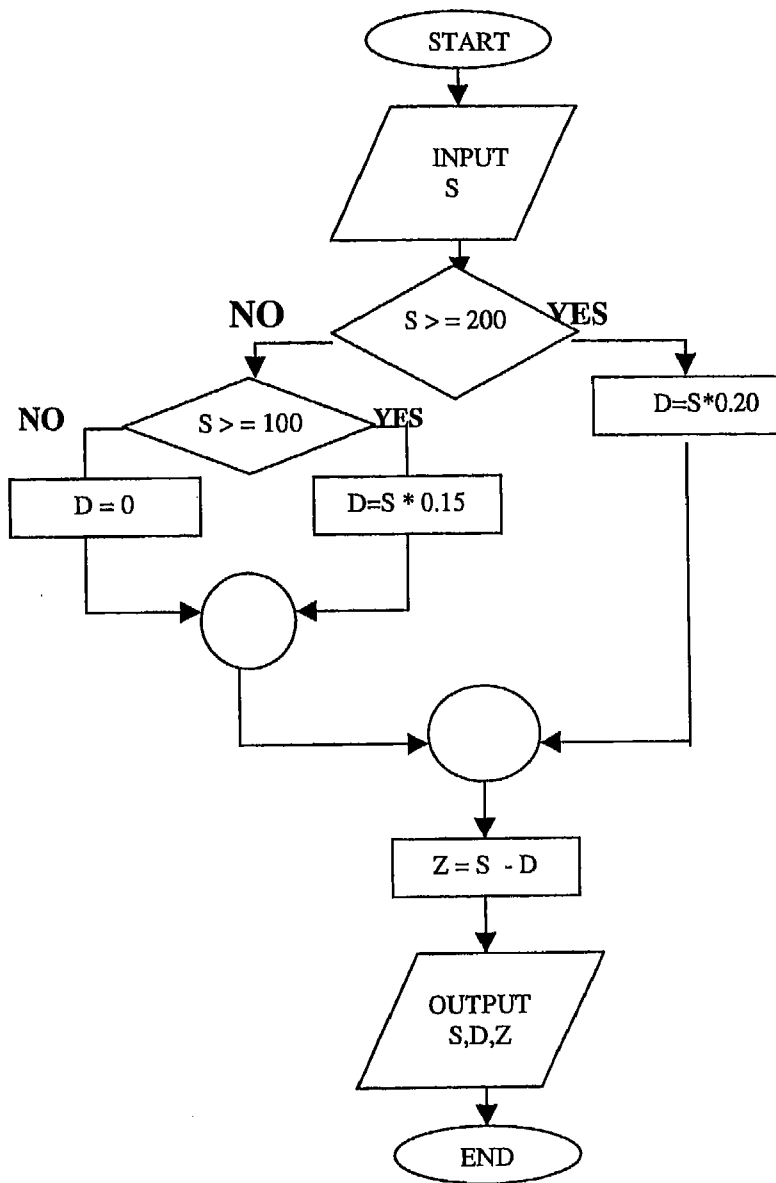 START
INPUT
S
S > = 200
NO
YES
D=S*0.20
S > = 100
NO
YES
D = 0
D=S * 0.15
Z = S - D
OUTPUT
S,D,Z
END